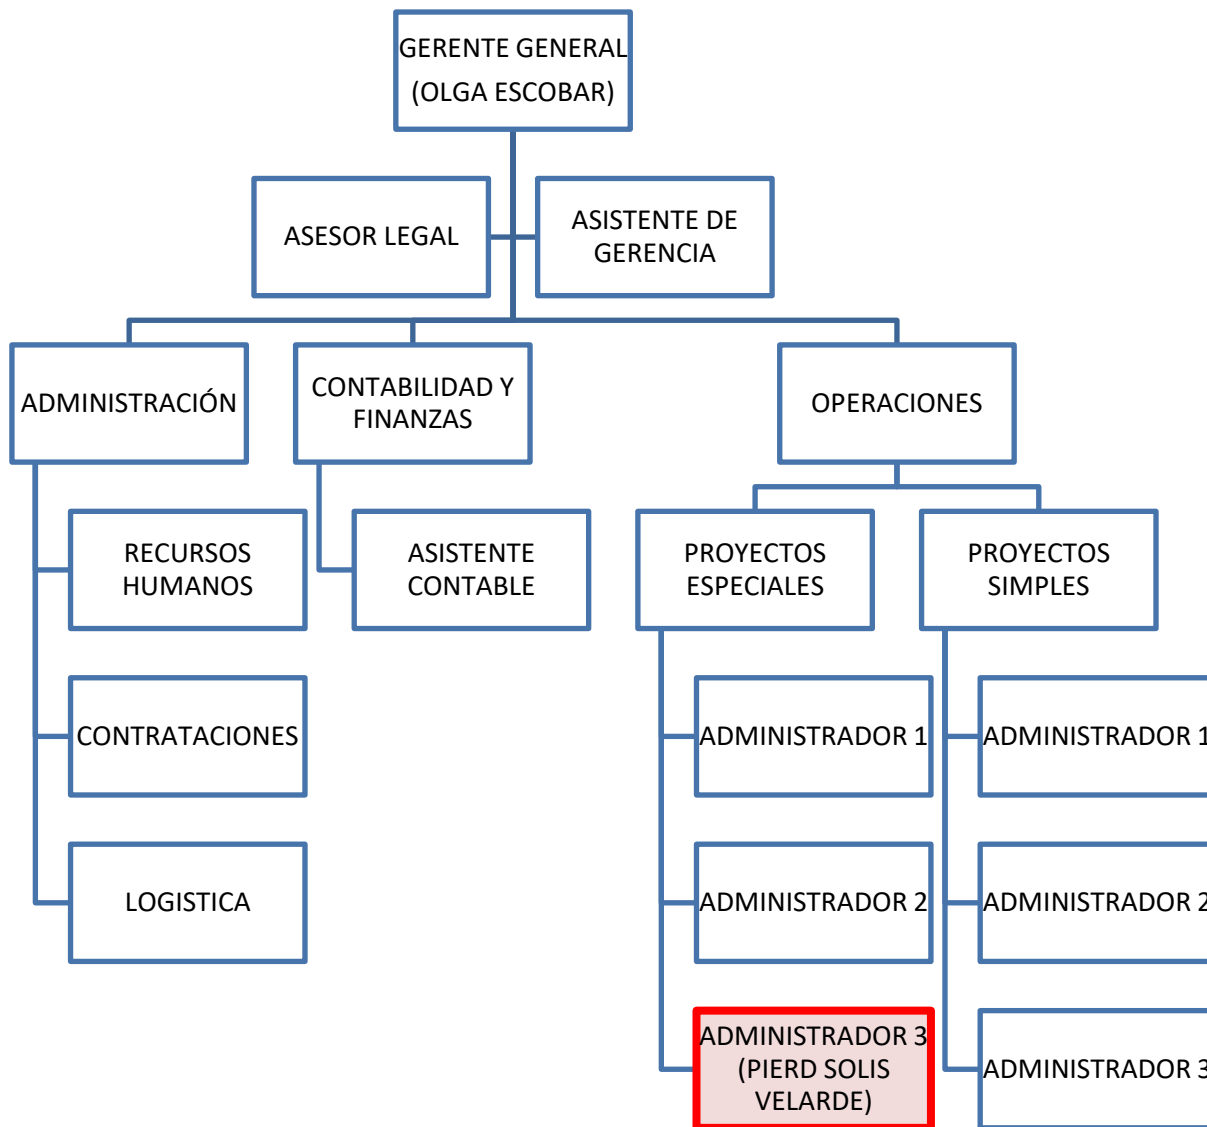 GERENTE GENERAL
(OLGA ESCOBAR)
ASESOR LEGAL
ASISTENTE DE
GERENCIA
ADMINISTRACIÓN
CONTABILIDAD Y
FINANZAS
OPERACIONES
RECURSOS
HUMANOS
ASISTENTE
CONTABLE
PROYECTOS
ESPECIALES
PROYECTOS
SIMPLES
CONTRATACIONES
ADMINISTRADOR 1
ADMINISTRADOR 1
LOGISTICA
ADMINISTRADOR 2
ADMINISTRADOR 2
ADMINISTRADOR 3
(PIERD SOLIS
VELARDE)
ADMINISTRADOR 3